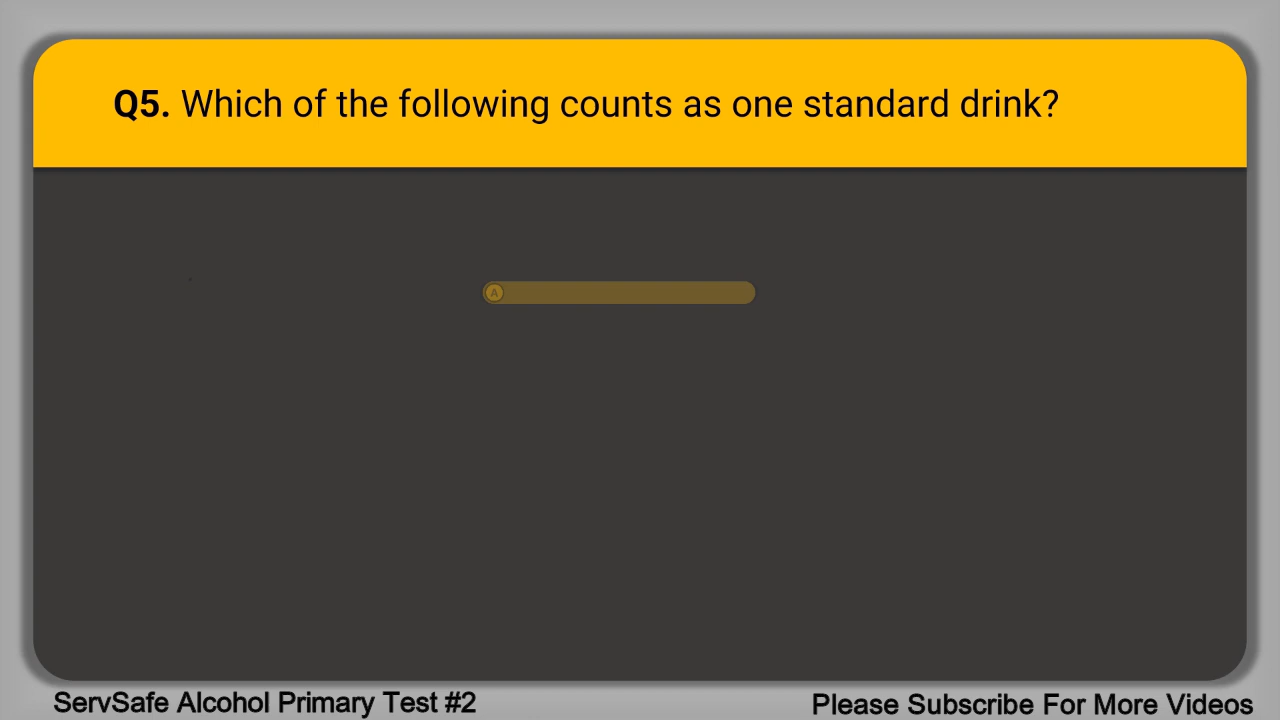 Q5. Which of the following counts as one standard drink?
A
ServSafe Alcohol Primary Test #2
Please Subscribe For More Videos